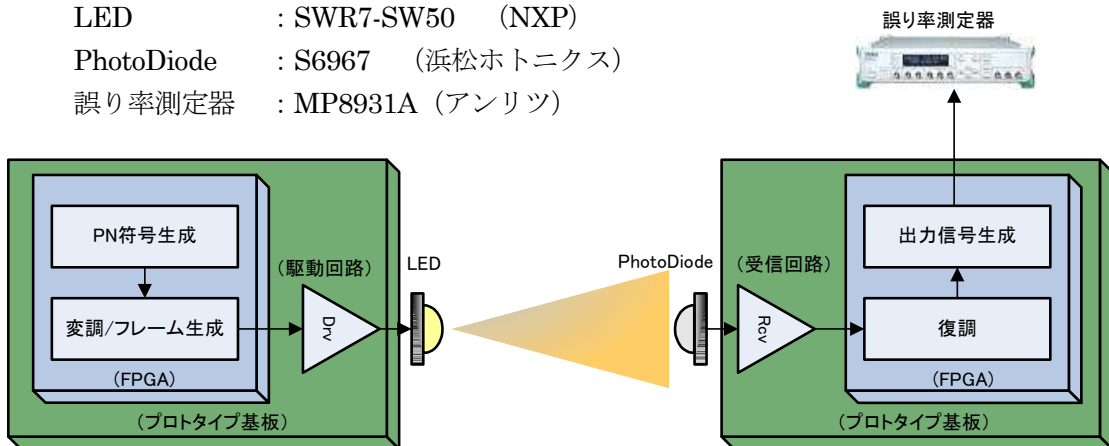 LED : SWR7-SW50 (NXP)
PhotoDiode : S6967 (浜松ホトニクス)
誤り率測定器 : MP8931A (アンリツ)
誤り率測定器
PN符号生成
変調/フレーム生成
(FPGA)
(プロトタイプ基板)
(駆動回路)
Drv
LED
PhotoDiode
(受信回路)
Rcv
出力信号生成
復調
(FPGA)
(プロトタイプ基板)